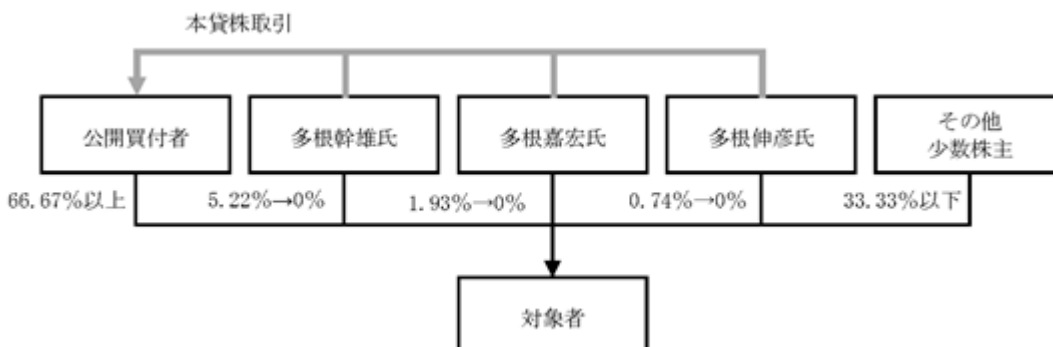 本貸株取引
公開買付者
多根幹雄氏
多根嘉宏氏
多根伸彦氏
その他
少数株主
66.67%以上
5.22%→0%
1.93%→0%
0.74%→0%
33.33%以下
対象者